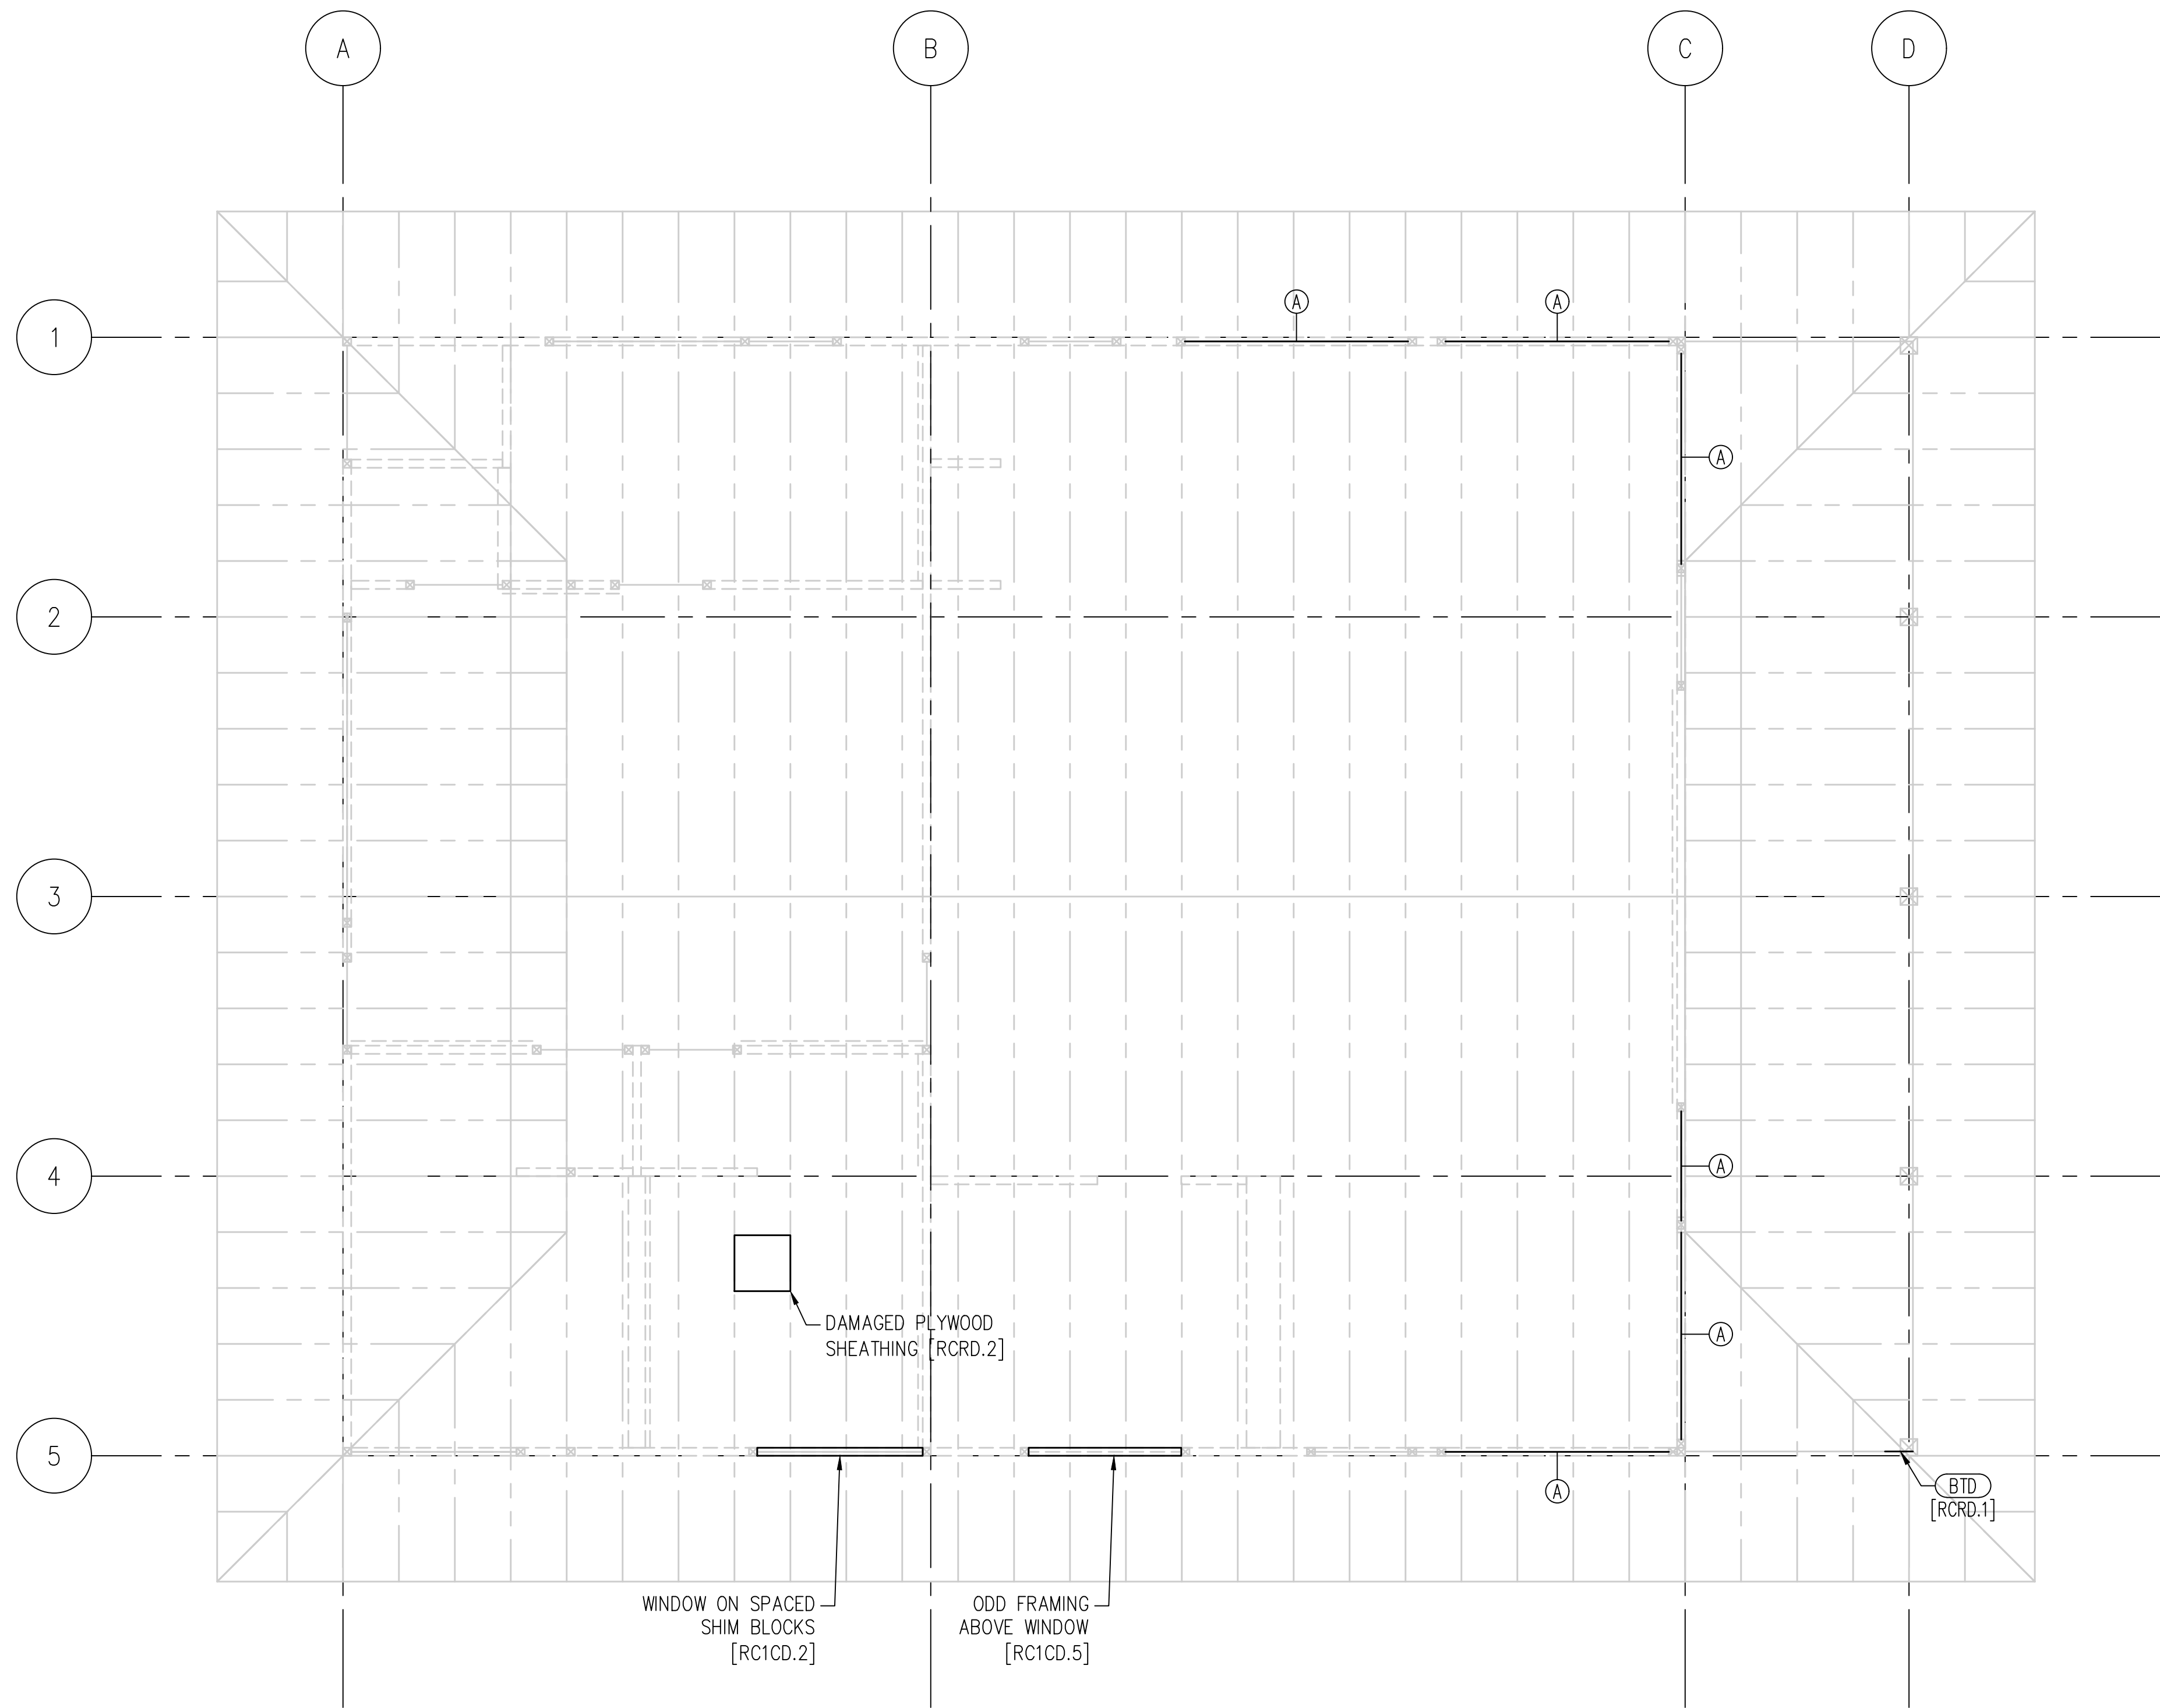 A
B
C
D
1
A
A
A
2
3
4
A
DAMAGED PLYWOOD
SHEATHING [RCRD.2]
A
5
A
BTD
[RCRD.1]
WINDOW ON SPACED
SHIM BLOCKS
[RC1CD.2]
ODD FRAMING
ABOVE WINDOW
[RC1CD.5]